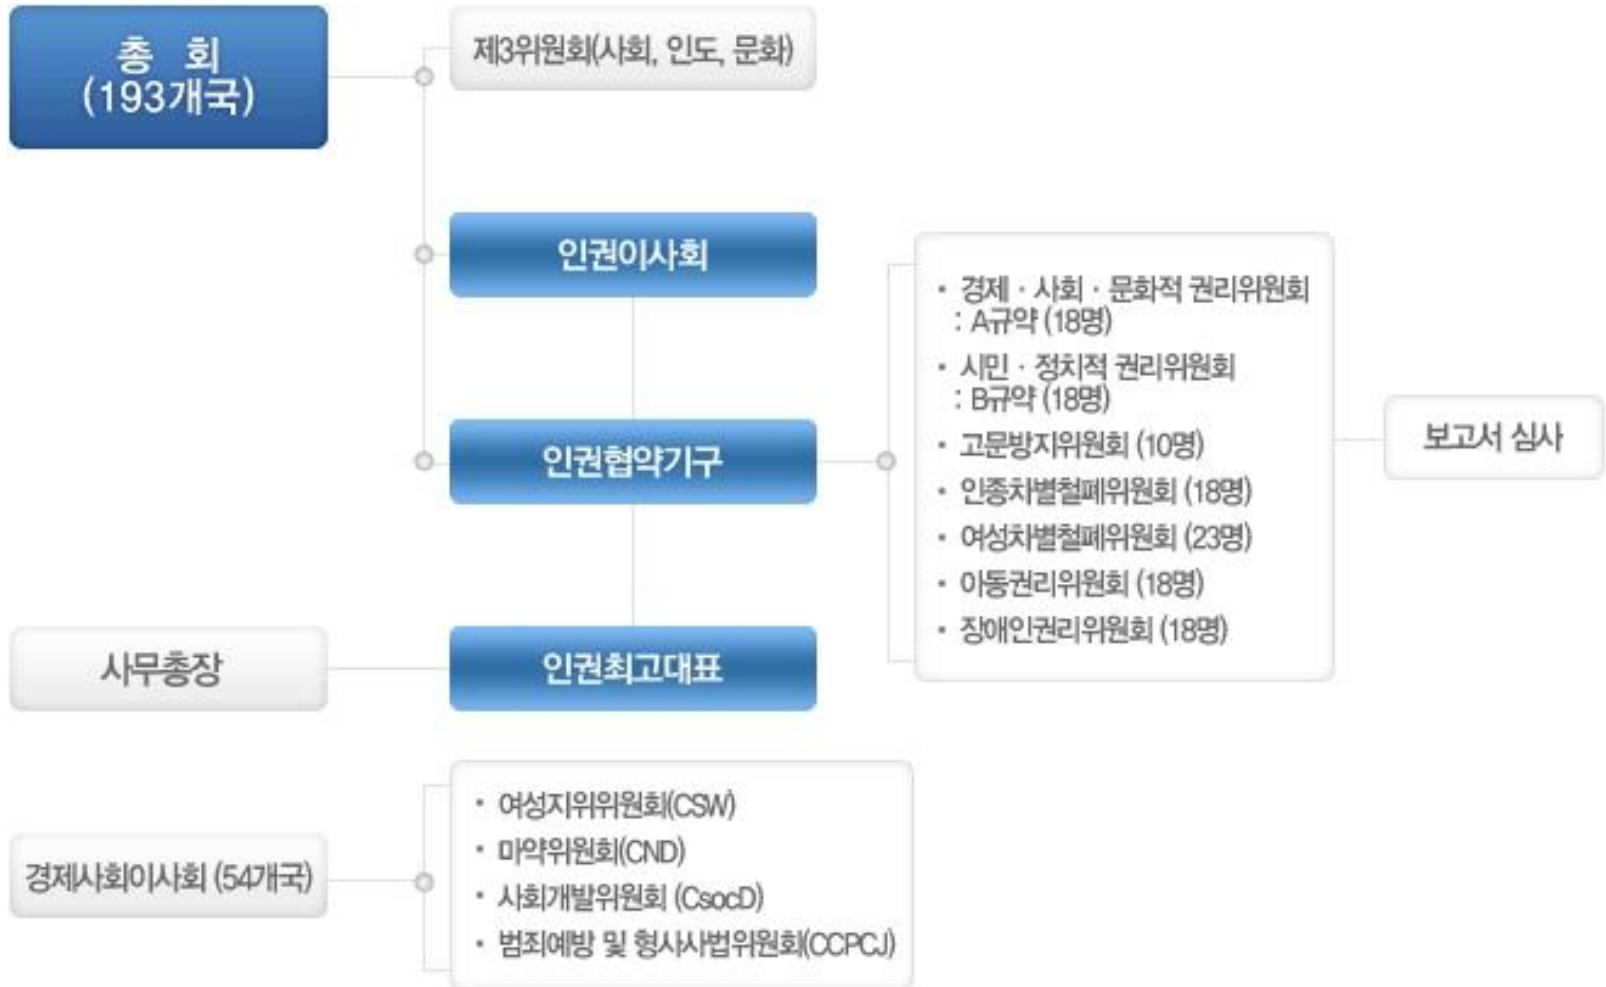 총 회
(193개국)
제3위원회(사회, 인도, 문화)
인권이사회
인권협약기구
• 경제 · 사회 · 문화적 권리위원회
: A규약 (18명)
• 시민 · 정치적 권리위원회
: B규약 (18명)
• 고문방지위원회 (10명)
• 인종차별철폐위원회 (18명)
• 여성차별철폐위원회 (23명)
• 아동권리위원회 (18명)
• 장애인권리위원회 (18명)
보고서 심사
사무총장
인권최고대표
경제사회이사회 (54개국)
• 여성지위위원회(CSW)
• 마약위원회(CND)
• 사회개발위원회 (CsocD)
• 범죄예방 및 형사사법위원회(CCPCJ)